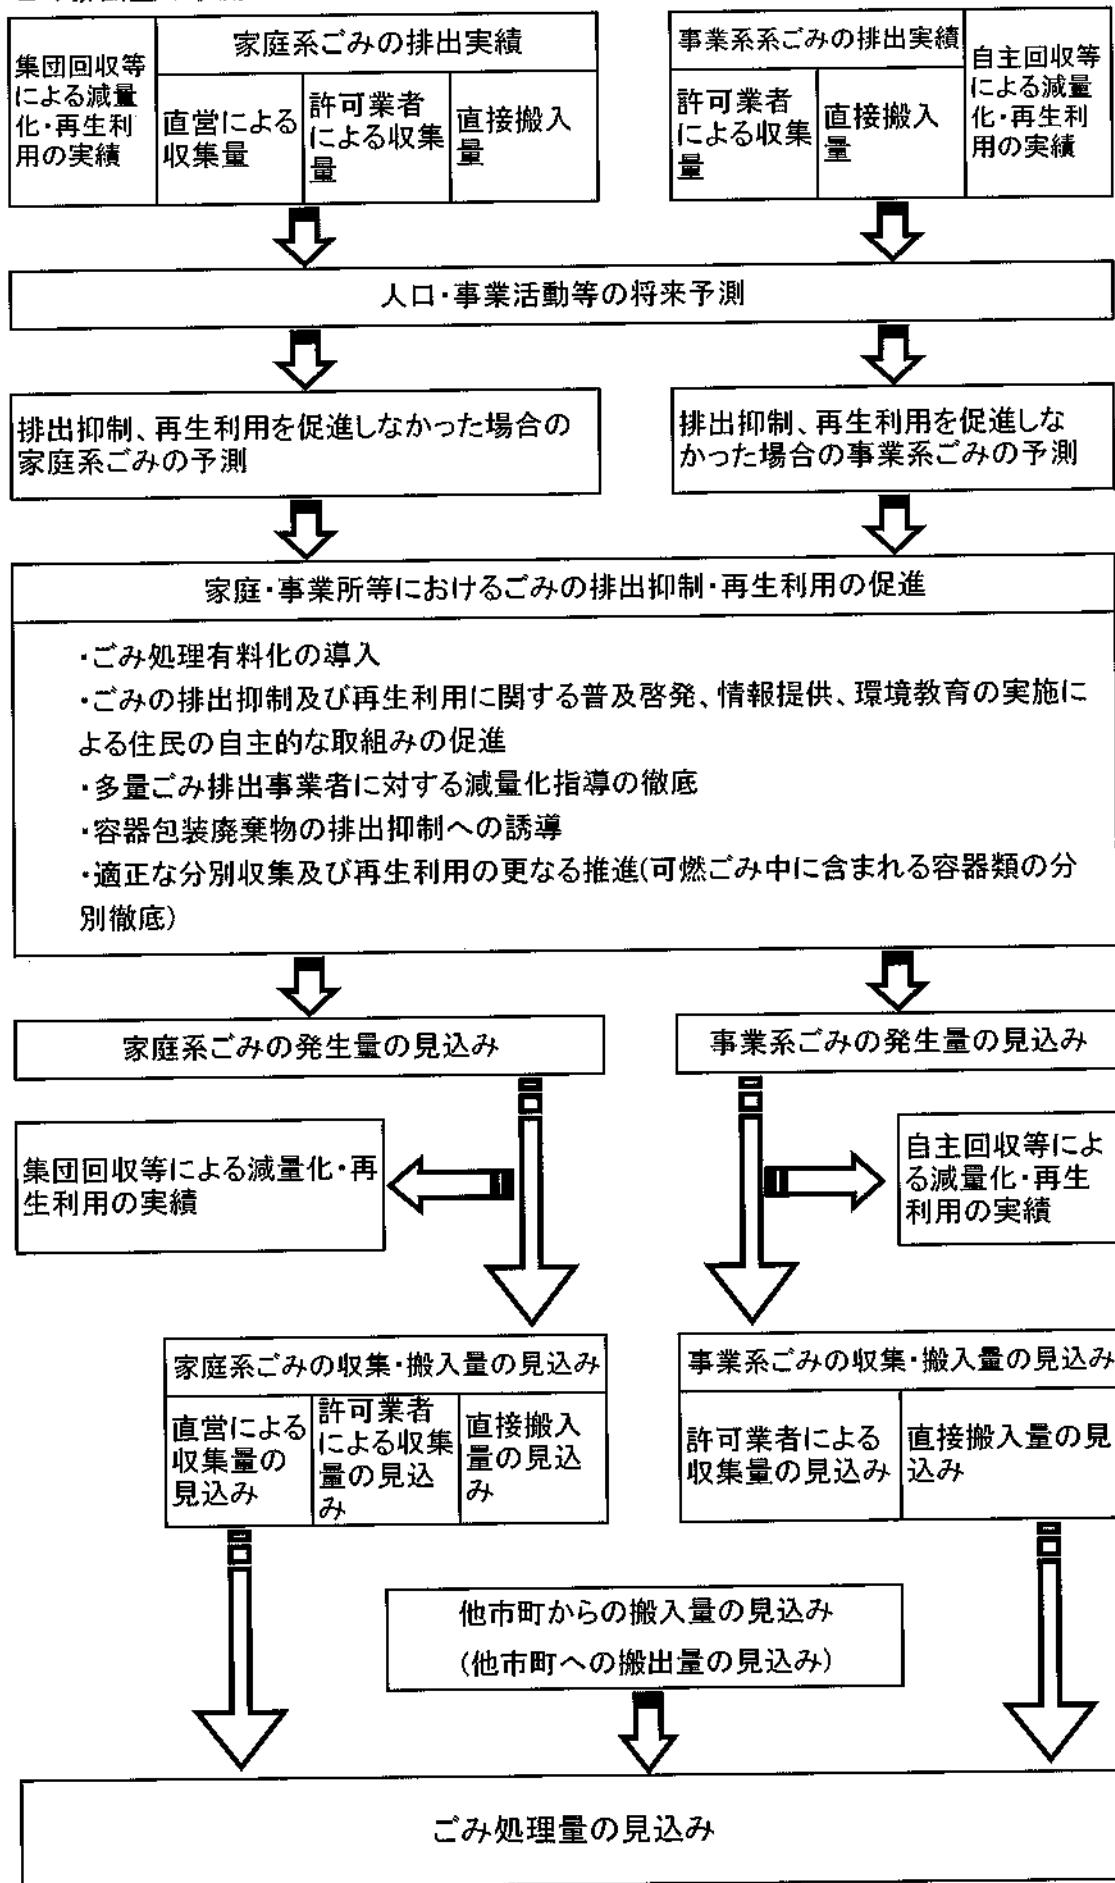 集団回収等
による減量
化・再生利
用の実績
家庭系ごみの排出実績
直営による
収集量
許可業者
による収集
量
直接搬入
量
事業系系ごみの排出実績
許可業者
による収集
量
直接搬入
量
自主回収等
による減量
化・再生利
用の実績
人口・事業活動等の将来予測
排出抑制、再生利用を促進しなかった場合の
家庭系ごみの予測
排出抑制、再生利用を促進しな
かった場合の事業系ごみの予測
家庭・事業所等におけるごみの排出抑制・再生利用の促進
・ごみ処理有料化の導入
・ごみの排出抑制及び再生利用に関する普及啓発、情報提供、環境教育の実施に
よる住民の自主的な取組みの促進
・多量ごみ排出事業者に対する減量化指導の徹底
・容器包装廃棄物の排出抑制への誘導
・適正な分別収集及び再生利用の更なる推進(可燃ごみ中に含まれる容器類の分
別徹底)
家庭系ごみの発生量の見込み
事業系ごみの発生量の見込み
集団回収等による減量化・再
生利用の実績
自主回収等によ
る減量化・再生
利用の実績
家庭系ごみの収集・搬入量の見込み
直営による
収集量の
見込み
許可業者
による収集
量の見込
み
直接搬入
量の見込
み
事業系ごみの収集・搬入量の見込み
許可業者による
収集量の見込み
直接搬入量の見
込み
他市町からの搬入量の見込み
(他市町への搬出量の見込み)
ごみ処理量の見込み